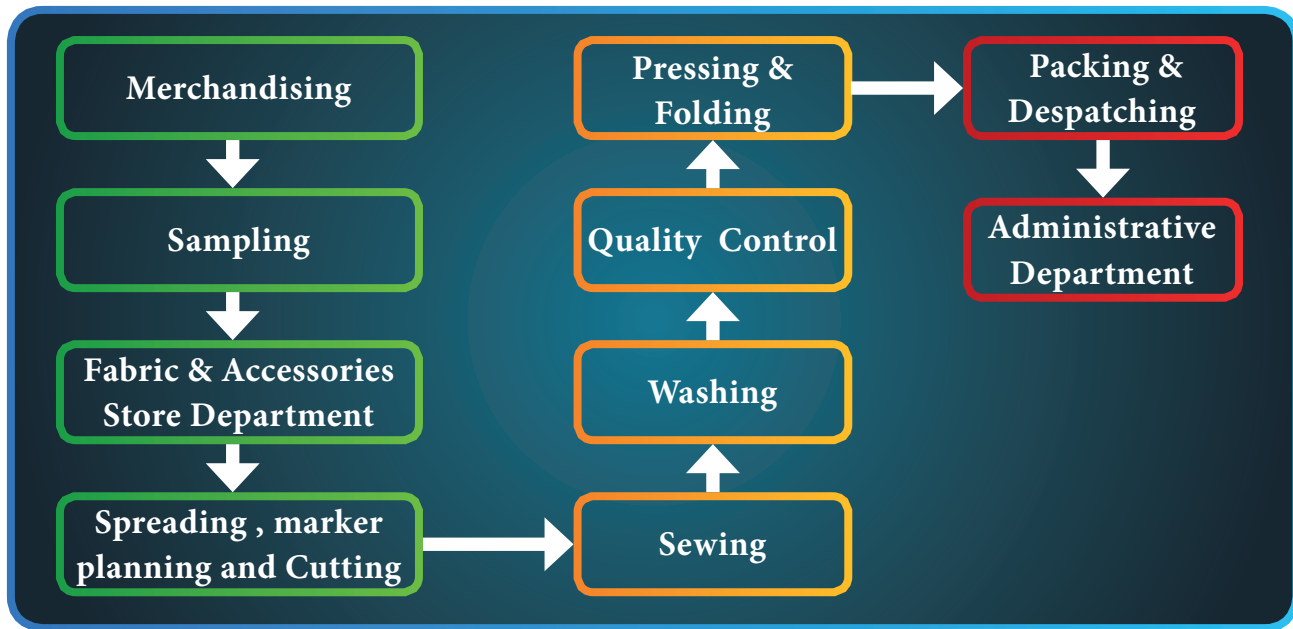 Merchandising
Sampling
Fabric & Accessories
Store Department
Spreading , marker
planning and Cutting
Sewing
Washing
Quality Control
Pressing &
Folding
Packing &
Despatching
Administrative
Department